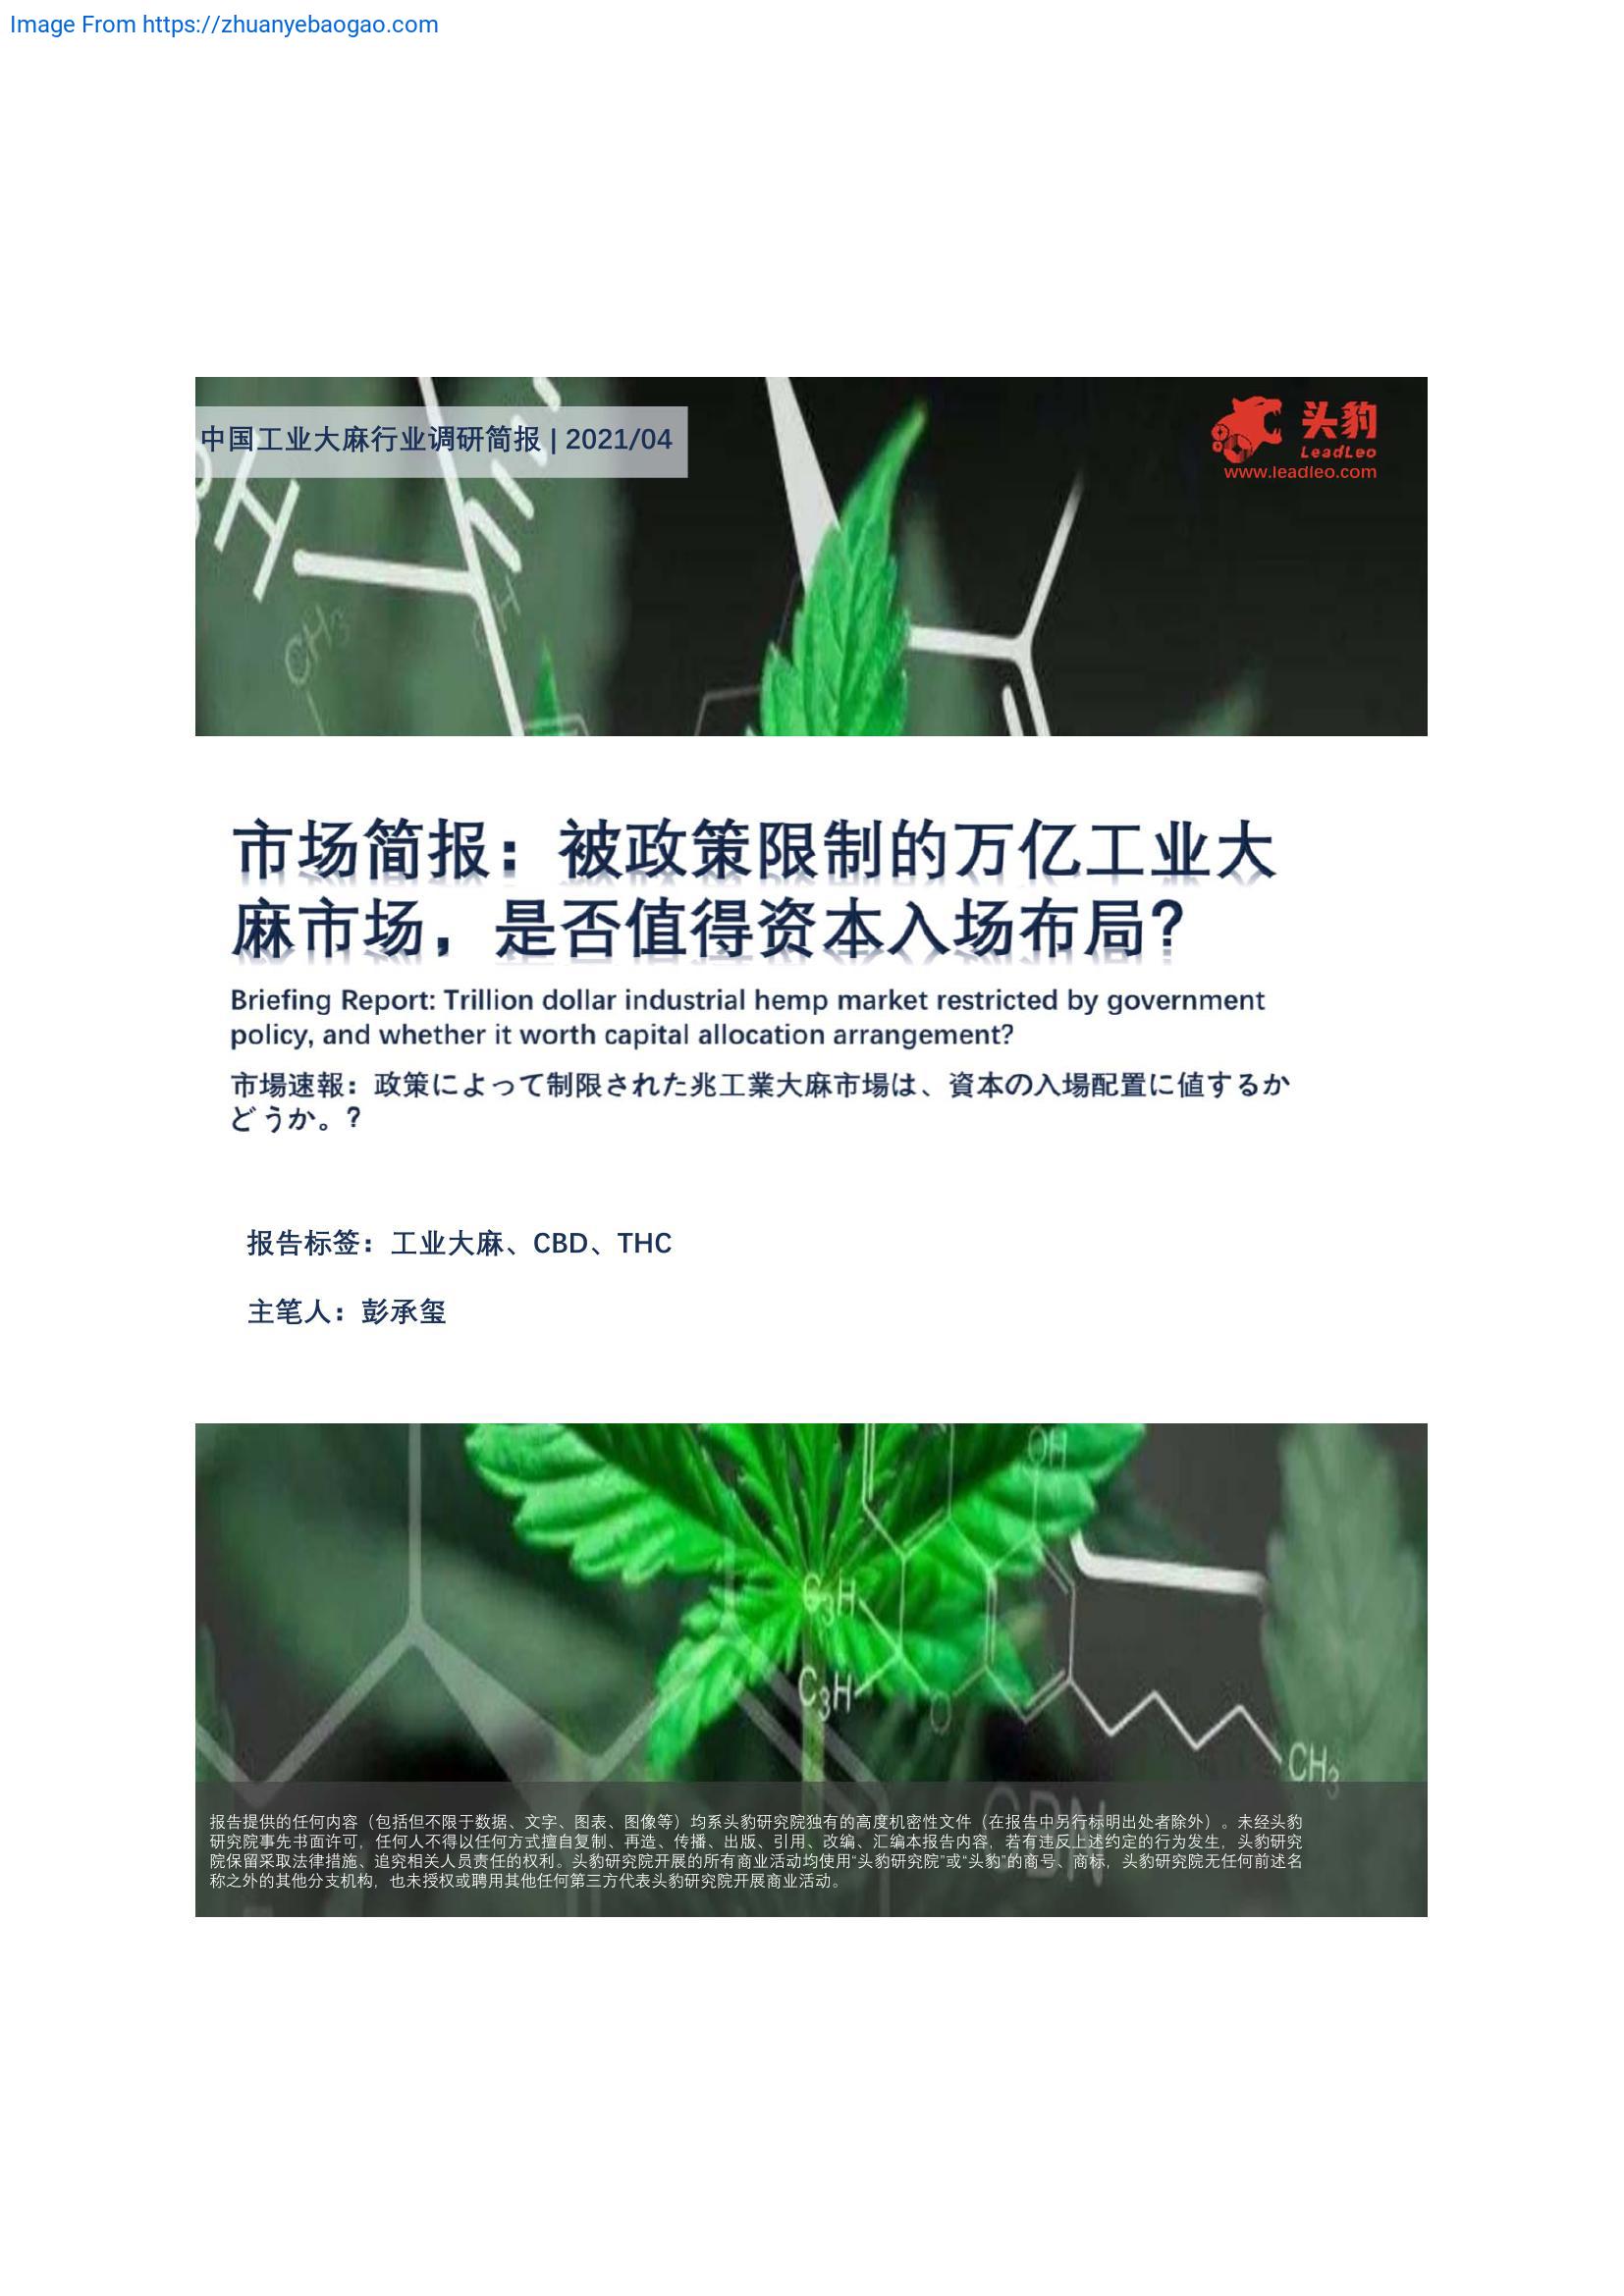 Image From https://zhuanyebaogao.com
中国工业大麻行业调研简报 | 2021/04
头豹
LeadLeo
www.leadleo.com
H
CH3
H
市场简报：被政策限制的万亿工业大
麻市场，是否值得资本入场布局？
Briefing Report: Trillion dollar industrial hemp market restricted by government
policy, and whether it worth capital allocation arrangement?
市場速報：政策によって制限された兆工業大麻市場は、資本の入場配置に値するか
どうか。？
报告标签：工业大麻、CBD、THC
主笔人：彭承玺
OH
C3H
C3H
O
CH3
CBN
报告提供的任何内容（包括但不限于数据、文字、图表、图像等）均系头豹研究院独有的高度机密性文件（在报告中另行标明出处者除外）。未经头豹
研究院事先书面许可，任何人不得以任何方式擅自复制、再造、传播、出版、引用、改编、汇编本报告内容，若有违反上述约定的行为发生，头豹研究
院保留采取法律措施、追究相关人员责任的权利。头豹研究院开展的所有商业活动均使用“头豹研究院”或“头豹”的商号、商标，头豹研究院无任何前述名
称之外的其他分支机构，也未授权或聘用其他任何第三方代表头豹研究院开展商业活动。